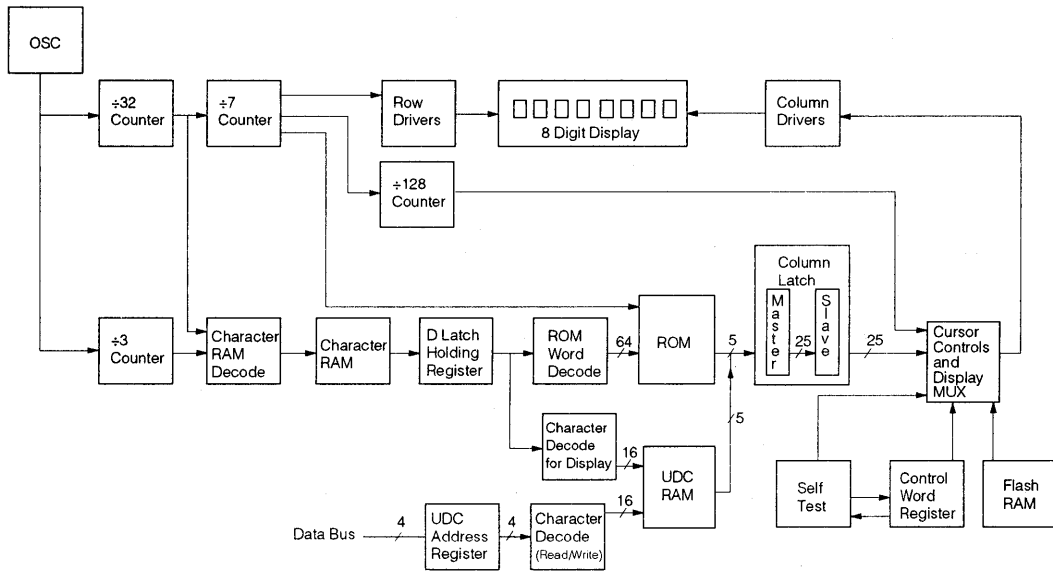 OSC
÷32
Counter
÷7
Counter
Row
Drivers
8 Digit Display
Column
Drivers
÷128
Counter
÷3
Counter
Character
RAM
Decode
Character
RAM
D Latch
Holding
Register
ROM
Word
Decode
64
ROM
5
Column
Latch
Master
25
Slave
25
Cursor
Controls
and
Display
MUX
5
Character
Decode
for Display
16
UDC
RAM
Self
Test
Control
Word
Register
Flash
RAM
Data Bus
4
UDC
Address
Register
4
Character
Decode
(Read/Write)
16